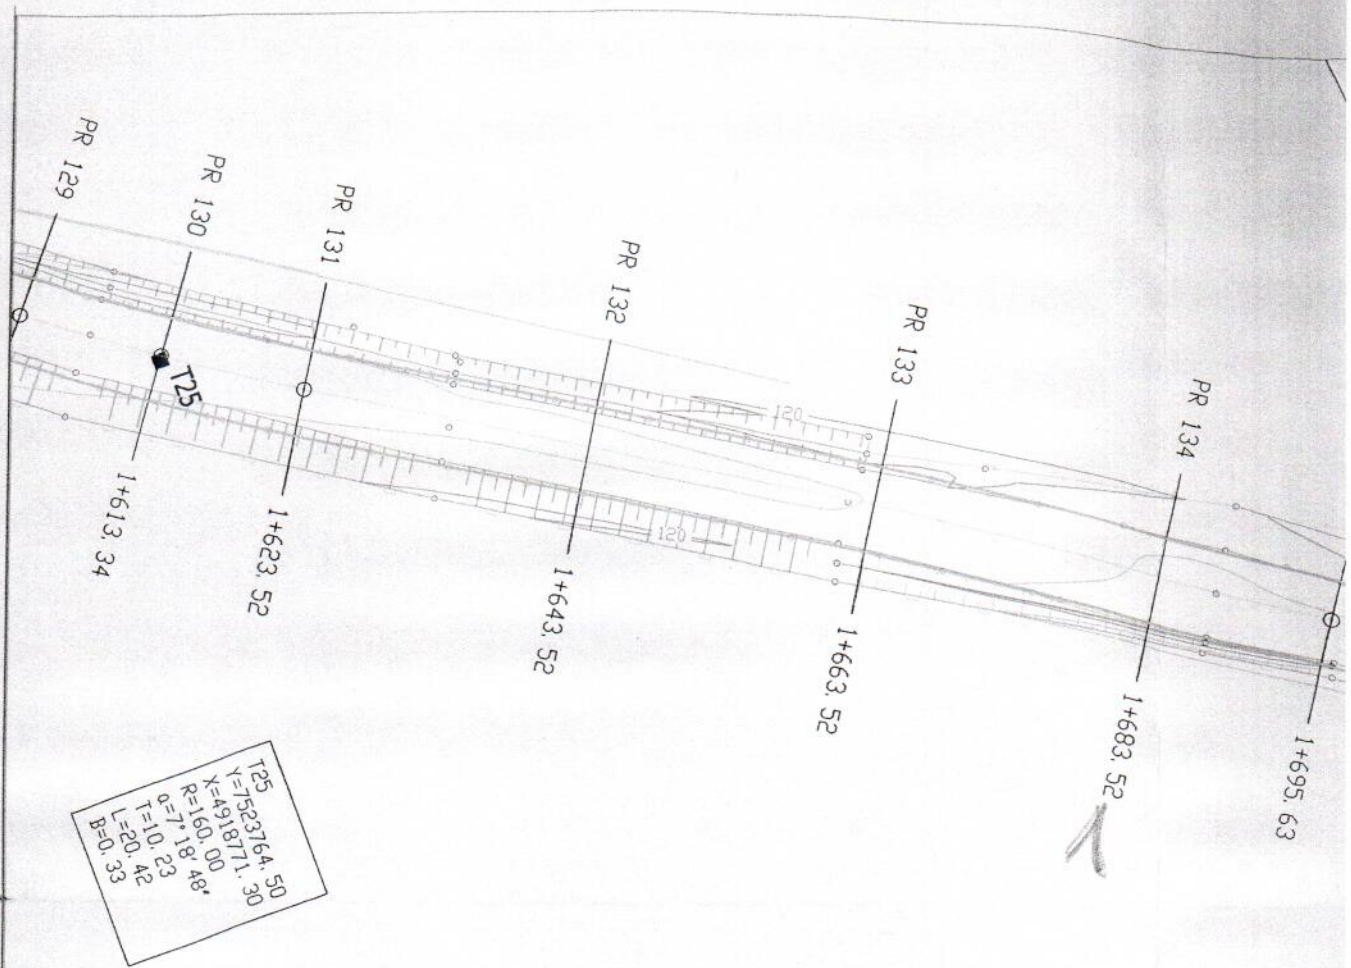 PR 129
PR 130
PR 131
PR 132
PR 133
PR 134
120
120
T25
1+613.34
1+623.52
1+643.52
1+663.52
1+683.52
1+695.63
T25
Y=7523764.50
X=4918771.30
R=160.00
α=7°18'48"
T=10.23
L=20.42
B=0.33